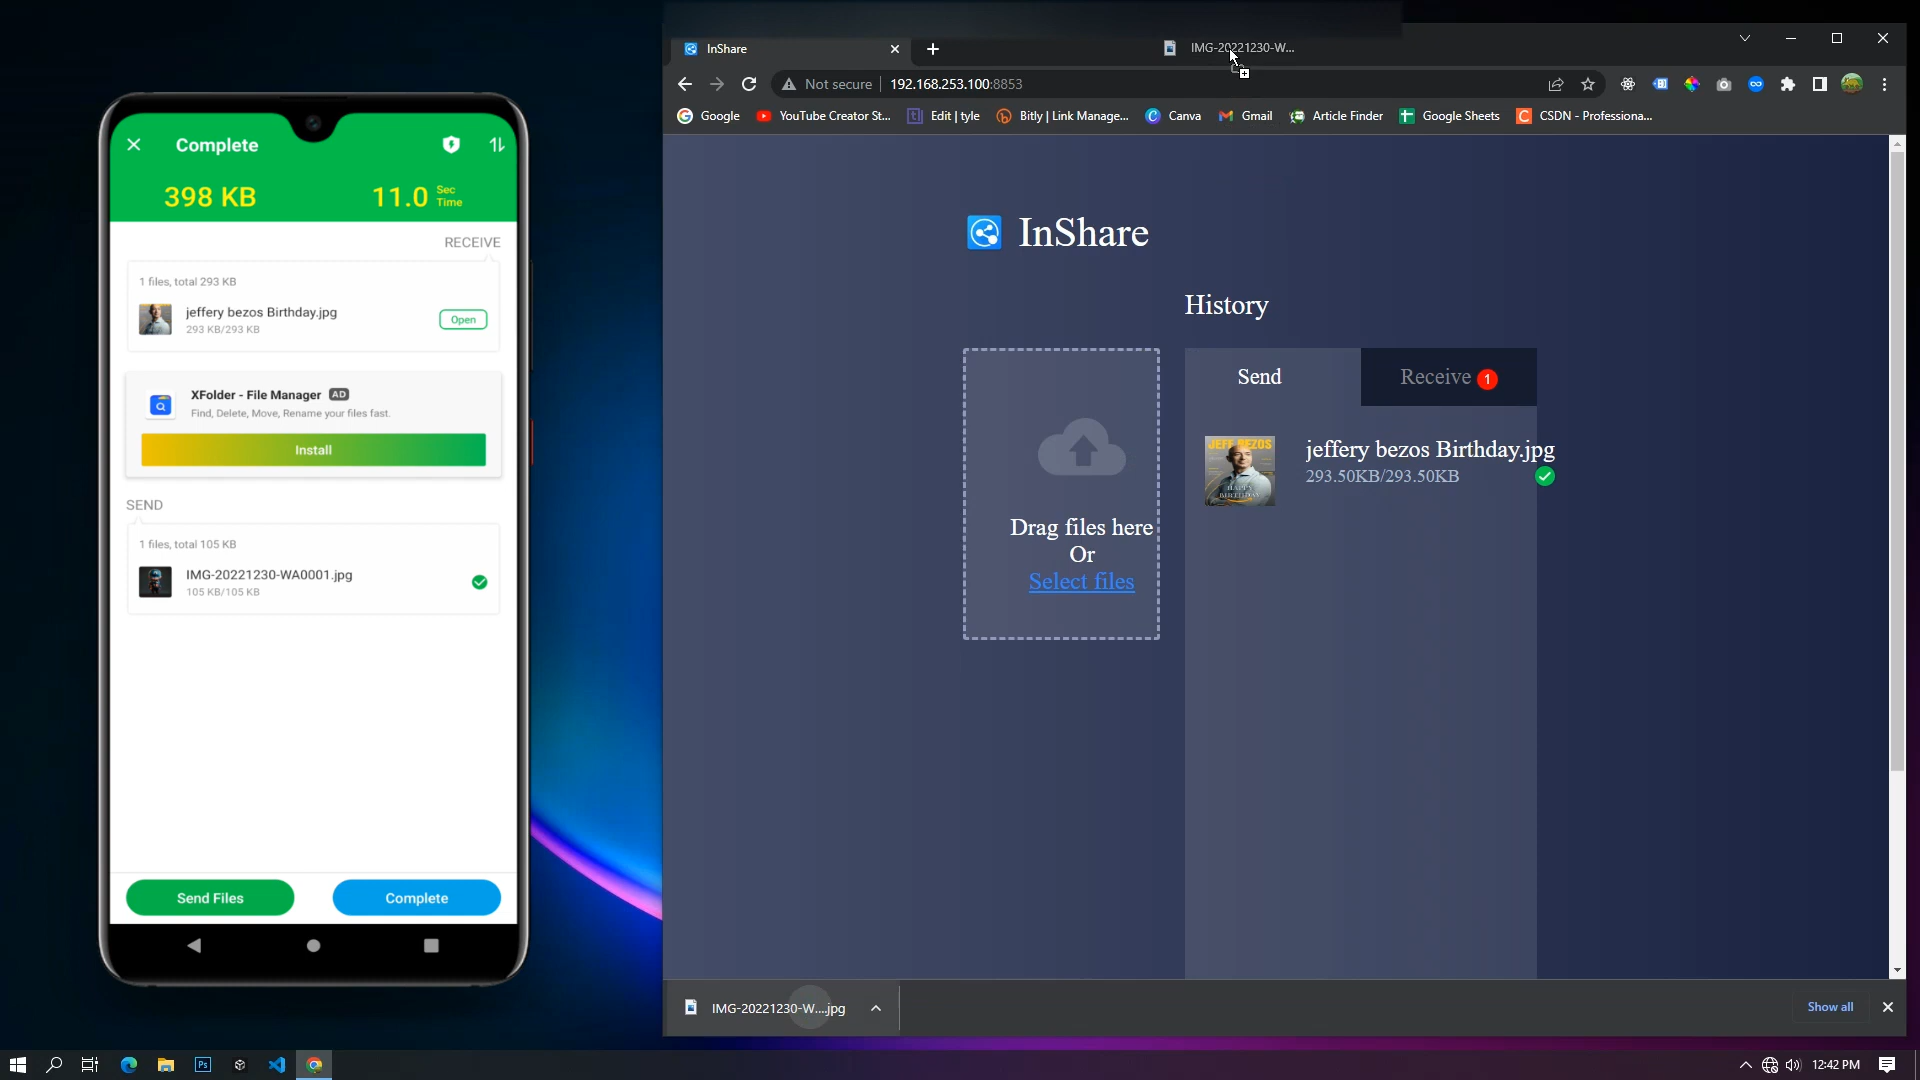 Complete
398 KB
11.0 Sec Time
RECEIVE
1 files, total 293 KB
jeffery bezos Birthday.jpg
293 KB/293 KB
Open
XFolder - File Manager AD
Find, Delete, Move, Rename your files fast.
Install
SEND
1 files, total 105 KB
IMG-20221230-WA0001.jpg
105 KB/105 KB
Send Files
Complete
InShare
IMG-20221230-W...
Not secure
192.168.253.100:8853
Google
YouTube Creator St...
Edit | tyle
Bitly | Link Manage...
Canva
Gmail
Article Finder
Google Sheets
CSDN - Professiona...
InShare
History
Drag files here
Or
Select files
Send
Receive 1
JEFF BEZOS
HAPPY
BIRTHDAY
jeffery bezos Birthday.jpg
293.50KB/293.50KB
IMG-20221230-W....jpg
Show all
Ps
12:42 PM